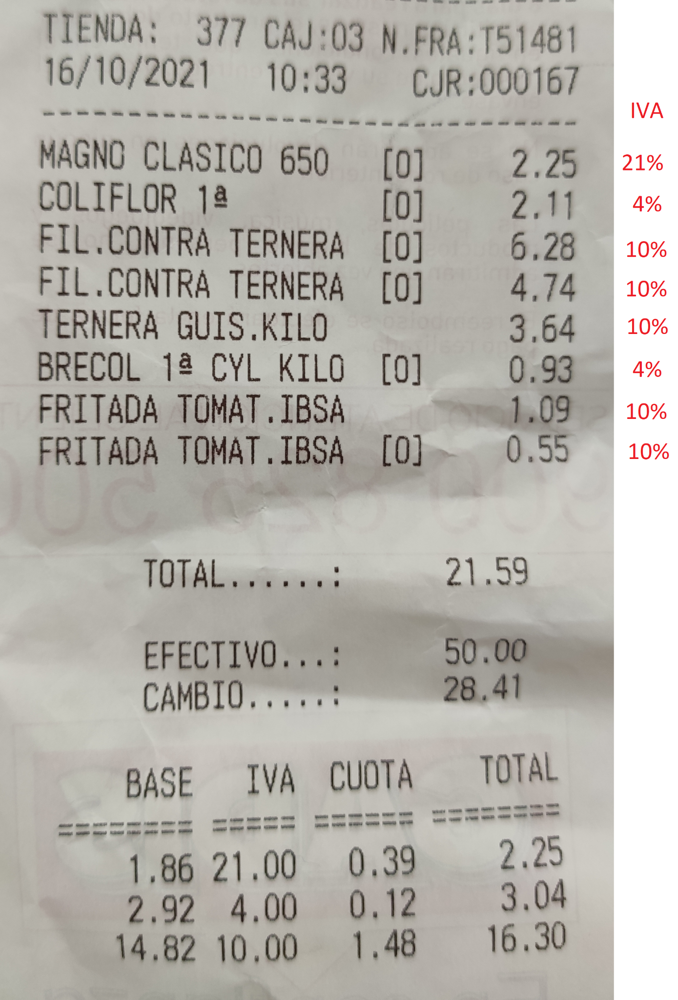 TIENDA: 377 CAJ:03 N.FRA:T51481
16/10/2021 10:33 CJR:000167
IVA
MAGNO CLASICO 650 [0] 2.25 21%
COLIFLOR 1ª [0] 2.11 4%
FIL.CONTRA TERNERA [0] 6.28 10%
FIL.CONTRA TERNERA [0] 4.74 10%
TERNERA GUIS.KILO 3.64 10%
BRECOL 1ª CYL KILO [0] 0.93 4%
FRITADA TOMAT.IBSA 1.09 10%
FRITADA TOMAT.IBSA [0] 0.55 10%
TOTAL......: 21.59
EFECTIVO...: 50.00
CAMBIO.....: 28.41
BASE IVA CUOTA TOTAL
======== ===== ====== ========
1.86 21.00 0.39 2.25
2.92 4.00 0.12 3.04
14.82 10.00 1.48 16.30